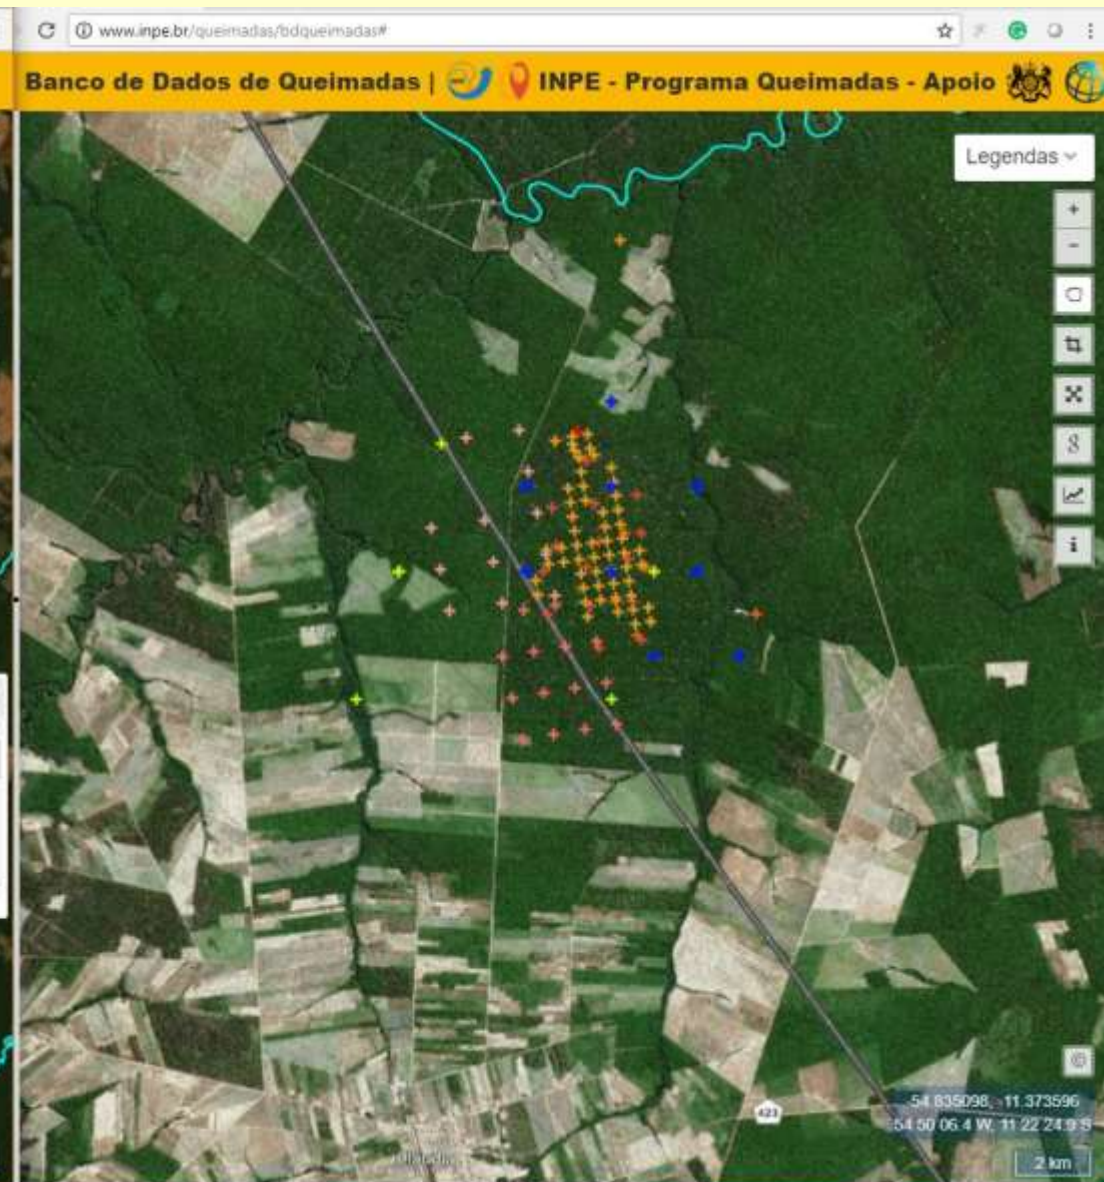 www.inpe.br/queimadas/bdqueimadas#
Banco de Dados de Queimadas | INPE - Programa Queimadas - Apoio
Legendas
+
-
8
i
423
©
-54.835098, -11.373596
54 50 06.4 W, 11 22 24.9 S
2 km